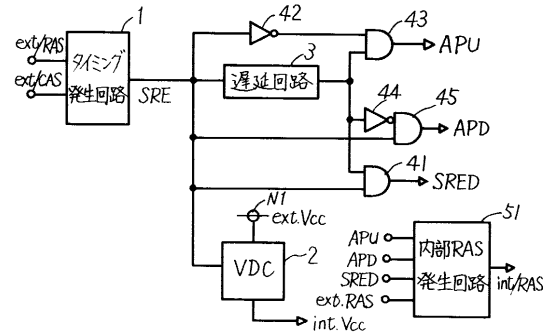 1
ext/RAS
ext/CAS
タイミング
発生回路
SRE
42
43
APU
3
遅延回路
44
45
APD
41
SRED
N1
ext.Vcc
VDC
2
int.Vcc
51
APU
APD
SRED
ext.RAS
内部RAS
発生回路
int/RAS